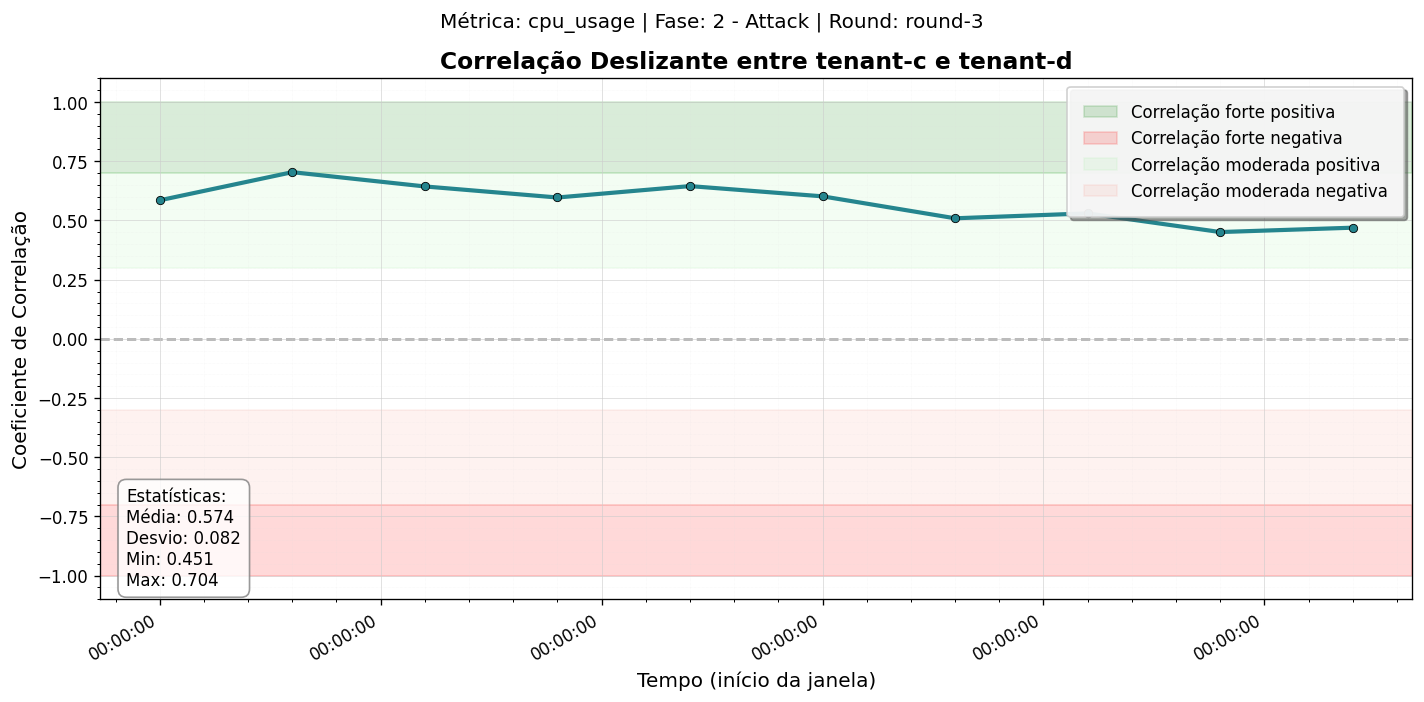 Métrica: cpu_usage | Fase: 2 - Attack | Round: round-3
Correlação Deslizante entre tenant-c e tenant-d
Correlação forte positiva
Correlação forte negativa
Correlação moderada positiva
Correlação moderada negativa
Coeficiente de Correlação
1.00
0.75
0.50
0.25
0.00
−0.25
−0.50
−0.75
−1.00
Estatísticas:
Média: 0.574
Desvio: 0.082
Min: 0.451
Max: 0.704
00:00:00
00:00:00
00:00:00
00:00:00
00:00:00
00:00:00
Tempo (início da janela)